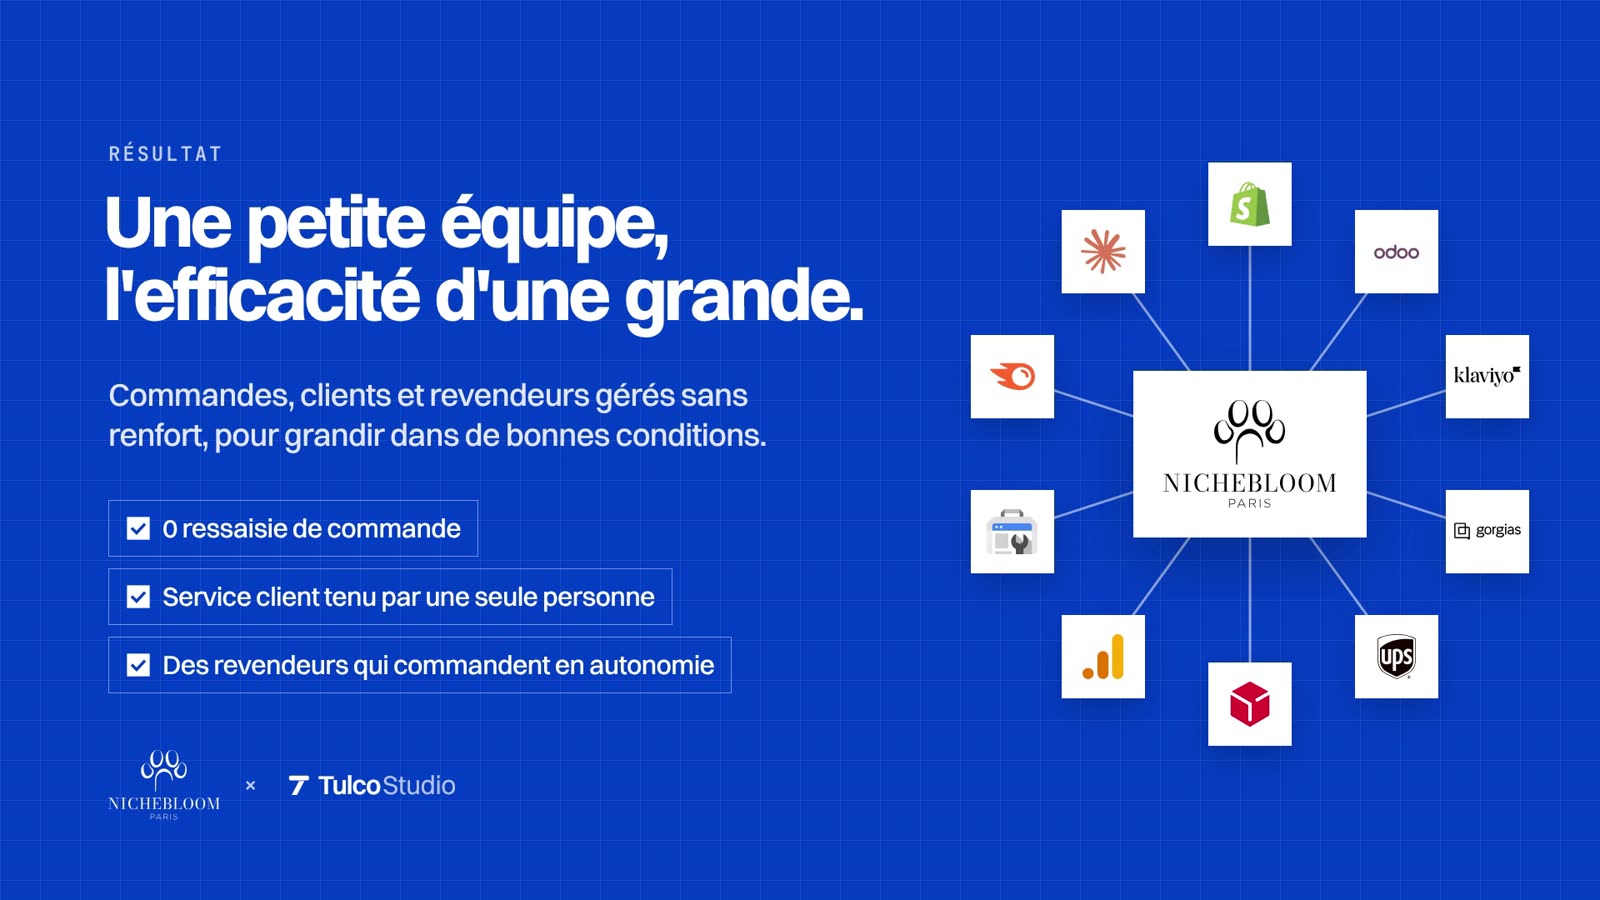 RÉSULTAT
Une petite équipe,
l'efficacité d'une grande.
Commandes, clients et revendeurs gérés sans
renfort, pour grandir dans de bonnes conditions.
0 ressaisie de commande
Service client tenu par une seule personne
Des revendeurs qui commandent en autonomie
NICHEBLOOM
PARIS
×
TulcoStudio
S
odoo
klaviyo
NICHEBLOOM
PARIS
gorgias
ups